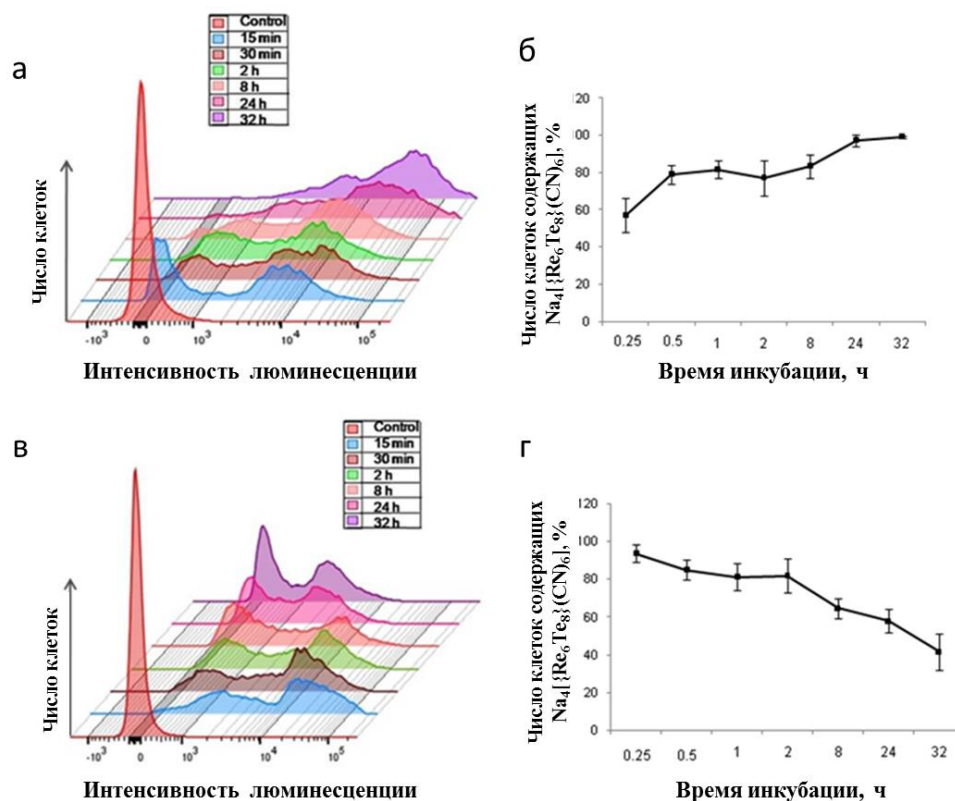 а
Control
15 min
30 min
2 h
8 h
24 h
32 h
Число клеток
-10³ 0 10³ 10⁴ 10⁵
Интенсивность люминесценции
б
Число клеток содержащих
Na₄[{Re₆Te₈}(CN)₆], %
120
100
80
60
40
20
0
0.25 0.5 1 2 8 24 32
Время инкубации, ч
в
Control
15 min
30 min
2 h
8 h
24 h
32 h
Число клеток
-10³ 0 10³ 10⁴ 10⁵
Интенсивность люминесценции
г
Число клеток содержащих
Na₄[{Re₆Te₈}(CN)₆], %
120
100
80
60
40
20
0
0.25 0.5 1 2 8 24 32
Время инкубации, ч